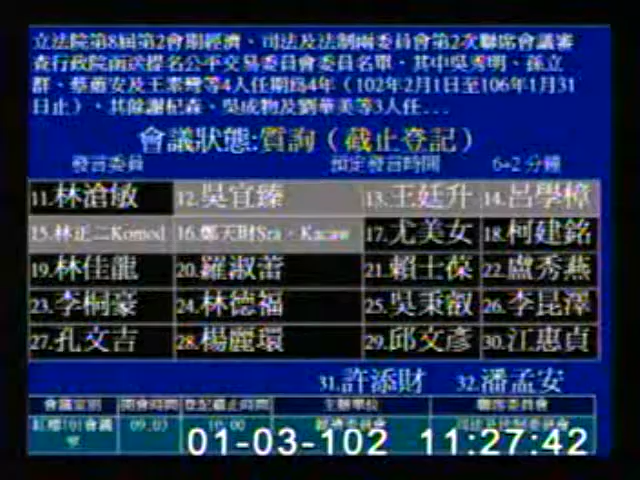 立法院第8屆第2會期經濟、司法及法制兩委員會第2次聯席會議審
查行政院函送提名公平交易委員會委員名單,其中吳秀明、孫立
群、蔡蕙安及王素彎等4人任期為4年(102年2月1日至106年1月31
日止)、其餘謝杞森、吳成物及劉華美等3人任...
會議狀態:質詢(截止登記)
發言委員 預定發言時間 6+2 分鐘
11.林滄敏 12.吳宜臻 13.王廷升 14.呂學樟
15.林正二Komod 16.鄭天財Sra・Kacaw 17.尤美女 18.柯建銘
19.林佳龍 20.羅淑蕾 21.賴士葆 22.盧秀燕
23.李桐豪 24.林德福 25.吳秉叡 26.李昆澤
27.孔文吉 28.楊麗環 29.邱文彥 30.江惠貞
31.許添財 32.潘孟安
會議室別 開會時間 登記截止時間 主辦單位 聯席委員會
紅樓101會議室 09:03 10:00 經濟委員會 司法及法制委員會
01-03-102 11:27:42